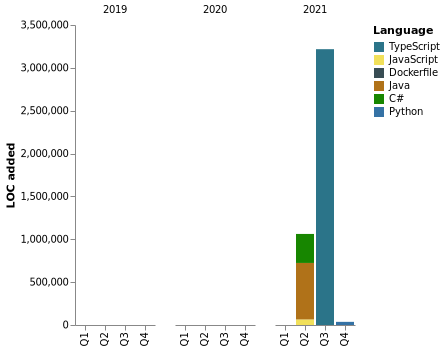 2019 2020 2021
Language
TypeScript
JavaScript
Dockerfile
Java
C#
Python
LOC added
3,500,000
3,000,000
2,500,000
2,000,000
1,500,000
1,000,000
500,000
0
Q1 Q2 Q3 Q4 Q1 Q2 Q3 Q4 Q1 Q2 Q3 Q4